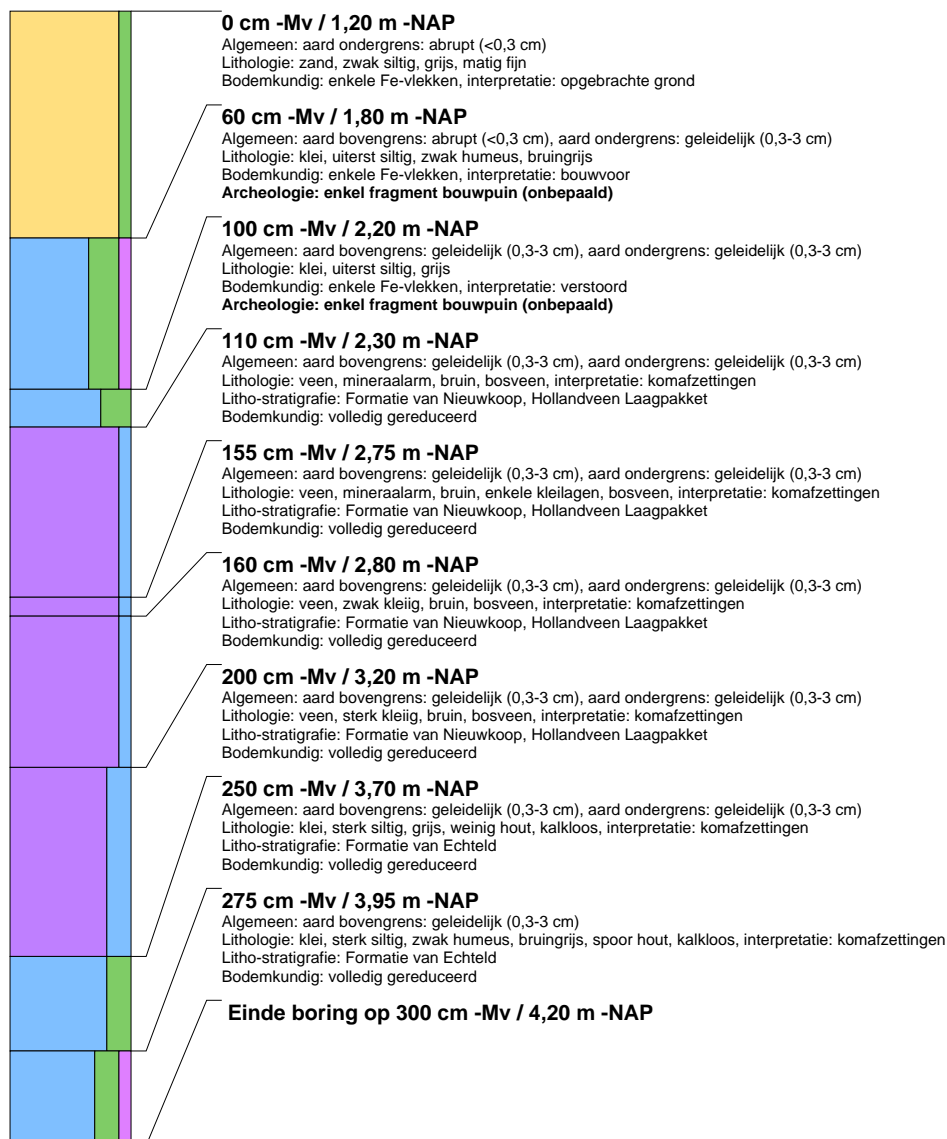 0 cm -Mv / 1,20 m -NAP
Algemeen: aard ondergrens: abrupt (<0,3 cm)
Lithologie: zand, zwak siltig, grijs, matig fijn
Bodemkundig: enkele Fe-vlekken, interpretatie: opgebrachte grond
60 cm -Mv / 1,80 m -NAP
Algemeen: aard bovengrens: abrupt (<0,3 cm), aard ondergrens: geleidelijk (0,3-3 cm)
Lithologie: klei, uiterst siltig, zwak humeus, bruingrijs
Bodemkundig: enkele Fe-vlekken, interpretatie: bouwvoor
Archeologie: enkel fragment bouwpuin (onbepaald)
100 cm -Mv / 2,20 m -NAP
Algemeen: aard bovengrens: geleidelijk (0,3-3 cm), aard ondergrens: geleidelijk (0,3-3 cm)
Lithologie: klei, uiterst siltig, grijs
Bodemkundig: enkele Fe-vlekken, interpretatie: verstoord
Archeologie: enkel fragment bouwpuin (onbepaald)
110 cm -Mv / 2,30 m -NAP
Algemeen: aard bovengrens: geleidelijk (0,3-3 cm), aard ondergrens: geleidelijk (0,3-3 cm)
Lithologie: veen, mineraalarm, bruin, bosveen, interpretatie: komafzettingen
Litho-stratigrafie: Formatie van Nieuwkoop, Hollandveen Laagpakket
Bodemkundig: volledig gereduceerd
155 cm -Mv / 2,75 m -NAP
Algemeen: aard bovengrens: geleidelijk (0,3-3 cm), aard ondergrens: geleidelijk (0,3-3 cm)
Lithologie: veen, mineraalarm, bruin, enkele kleilagen, bosveen, interpretatie: komafzettingen
Litho-stratigrafie: Formatie van Nieuwkoop, Hollandveen Laagpakket
Bodemkundig: volledig gereduceerd
160 cm -Mv / 2,80 m -NAP
Algemeen: aard bovengrens: geleidelijk (0,3-3 cm), aard ondergrens: geleidelijk (0,3-3 cm)
Lithologie: veen, zwak kleiig, bruin, bosveen, interpretatie: komafzettingen
Litho-stratigrafie: Formatie van Nieuwkoop, Hollandveen Laagpakket
Bodemkundig: volledig gereduceerd
200 cm -Mv / 3,20 m -NAP
Algemeen: aard bovengrens: geleidelijk (0,3-3 cm), aard ondergrens: geleidelijk (0,3-3 cm)
Lithologie: veen, sterk kleiig, bruin, bosveen, interpretatie: komafzettingen
Litho-stratigrafie: Formatie van Nieuwkoop, Hollandveen Laagpakket
Bodemkundig: volledig gereduceerd
250 cm -Mv / 3,70 m -NAP
Algemeen: aard bovengrens: geleidelijk (0,3-3 cm), aard ondergrens: geleidelijk (0,3-3 cm)
Lithologie: klei, sterk siltig, grijs, weinig hout, kalkloos, interpretatie: komafzettingen
Litho-stratigrafie: Formatie van Echteld
Bodemkundig: volledig gereduceerd
275 cm -Mv / 3,95 m -NAP
Algemeen: aard bovengrens: geleidelijk (0,3-3 cm)
Lithologie: klei, sterk siltig, zwak humeus, bruingrijs, spoor hout, kalkloos, interpretatie: komafzettingen
Litho-stratigrafie: Formatie van Echteld
Bodemkundig: volledig gereduceerd
Einde boring op 300 cm -Mv / 4,20 m -NAP